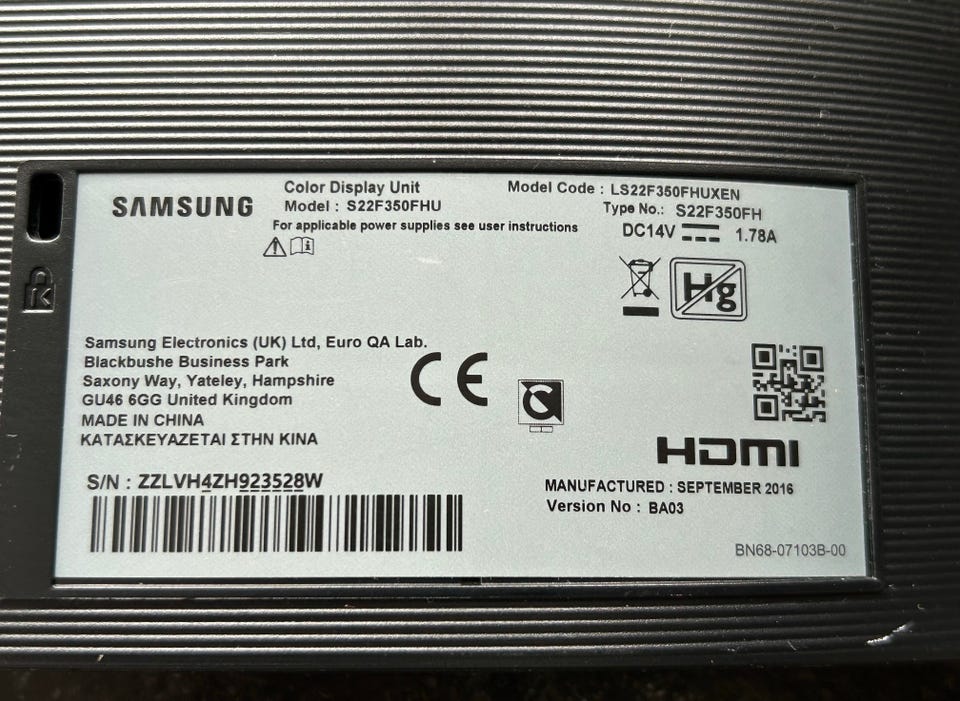 SAMSUNG
Color Display Unit
Model : S22F350FHU
For applicable power supplies see user instructions
Model Code : LS22F350FHUXEN
Type No.: S22F350FH
DC14V 1.78A
Hg
Samsung Electronics (UK) Ltd, Euro QA Lab.
Blackbushe Business Park
Saxony Way, Yateley, Hampshire
GU46 6GG United Kingdom
MADE IN CHINA
ΚΑΤΑΣΚΕΥΑΖΕΤΑΙ ΣΤΗΝ ΚΙΝΑ
CE
HDMI
S/N : ZZLVH4ZH923528W
MANUFACTURED : SEPTEMBER 2016
Version No : BA03
BN68-07103B-00
K